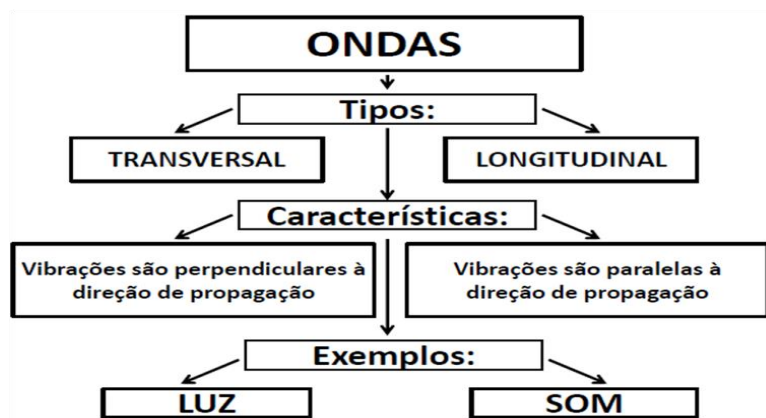 ONDAS
Tipos:
TRANSVERSAL
LONGITUDINAL
Características:
Vibrações são perpendiculares à
direção de propagação
Vibrações são paralelas à
direção de propagação
Exemplos:
LUZ
SOM